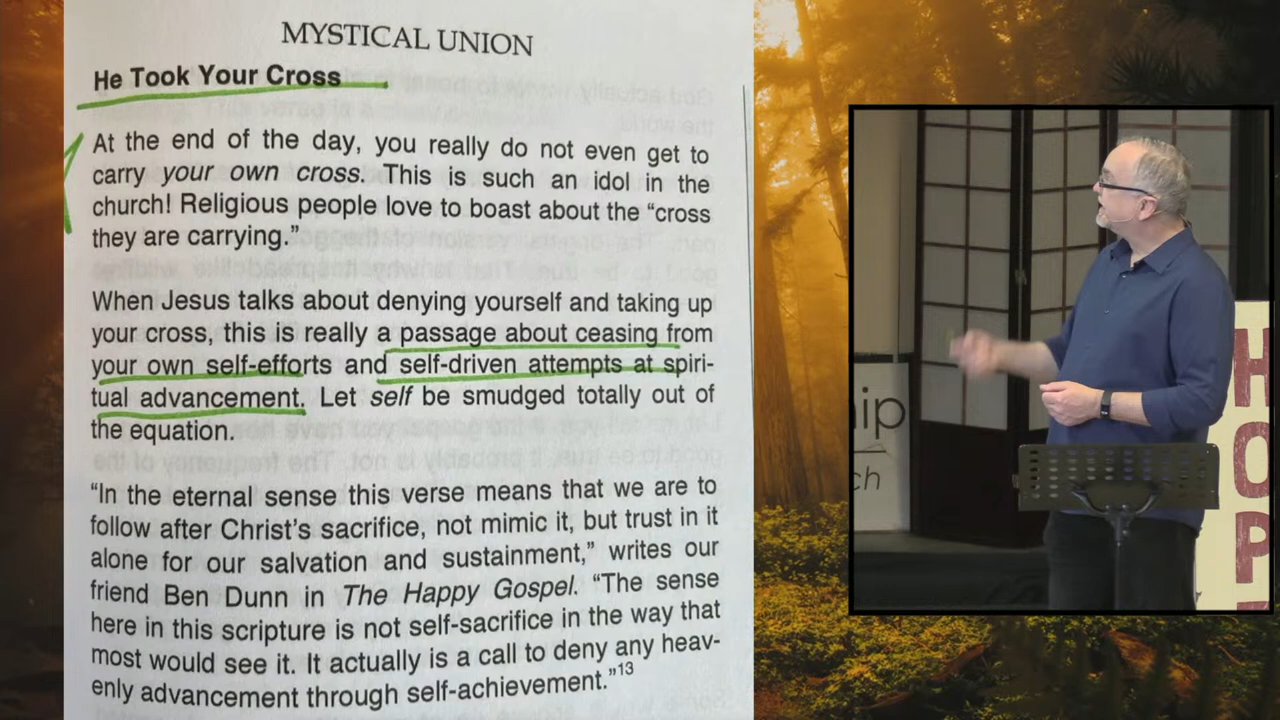 MYSTICAL UNION
He Took Your Cross
At the end of the day, you really do not even get to
carry your own cross. This is such an idol in the
church! Religious people love to boast about the “cross
they are carrying.”
When Jesus talks about denying yourself and taking up
your cross, this is really a passage about ceasing from
your own self-efforts and self-driven attempts at spiri-
tual advancement. Let self be smudged totally out of
the equation.
“In the eternal sense this verse means that we are to
follow after Christ’s sacrifice, not mimic it, but trust in it
alone for our salvation and sustainment,” writes our
friend Ben Dunn in The Happy Gospel. “The sense
here in this scripture is not self-sacrifice in the way that
most would see it. It actually is a call to deny any heav-
enly advancement through self-achievement.”13
ip
ch
HOP